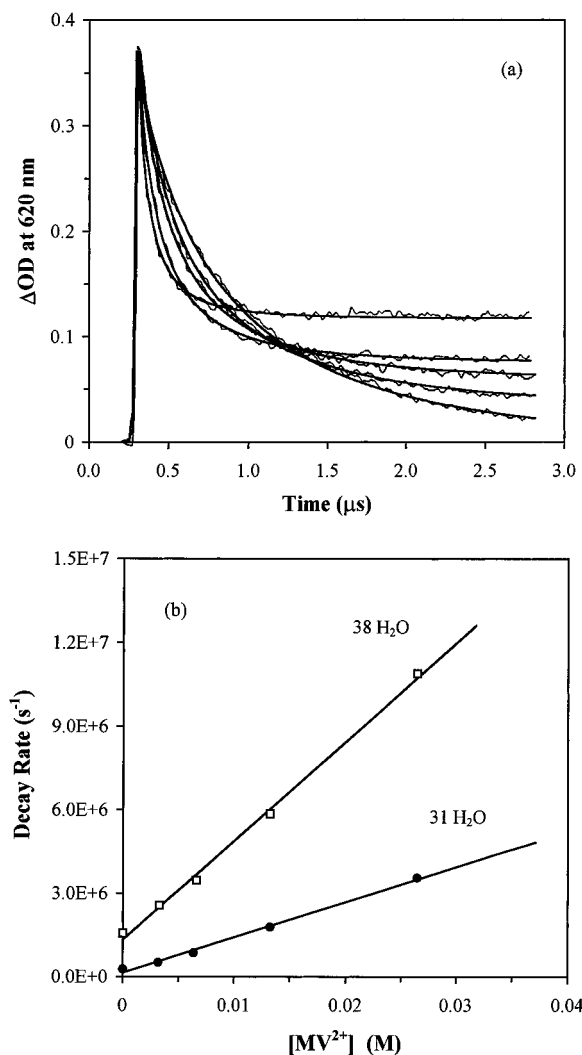 0.4
(a)
0.3
0.2
0.1
0
ΔOD at 620 nm
0.0 0.5 1.0 1.5 2.0 2.5 3.0
Time (μs)
1.5E+7
(b)
38 H₂O
1.2E+7
9.0E+6
6.0E+6
31 H₂O
3.0E+6
0.0E+0
Decay Rate (s⁻¹)
0 0.01 0.02 0.03 0.04
[MV²⁺] (M)